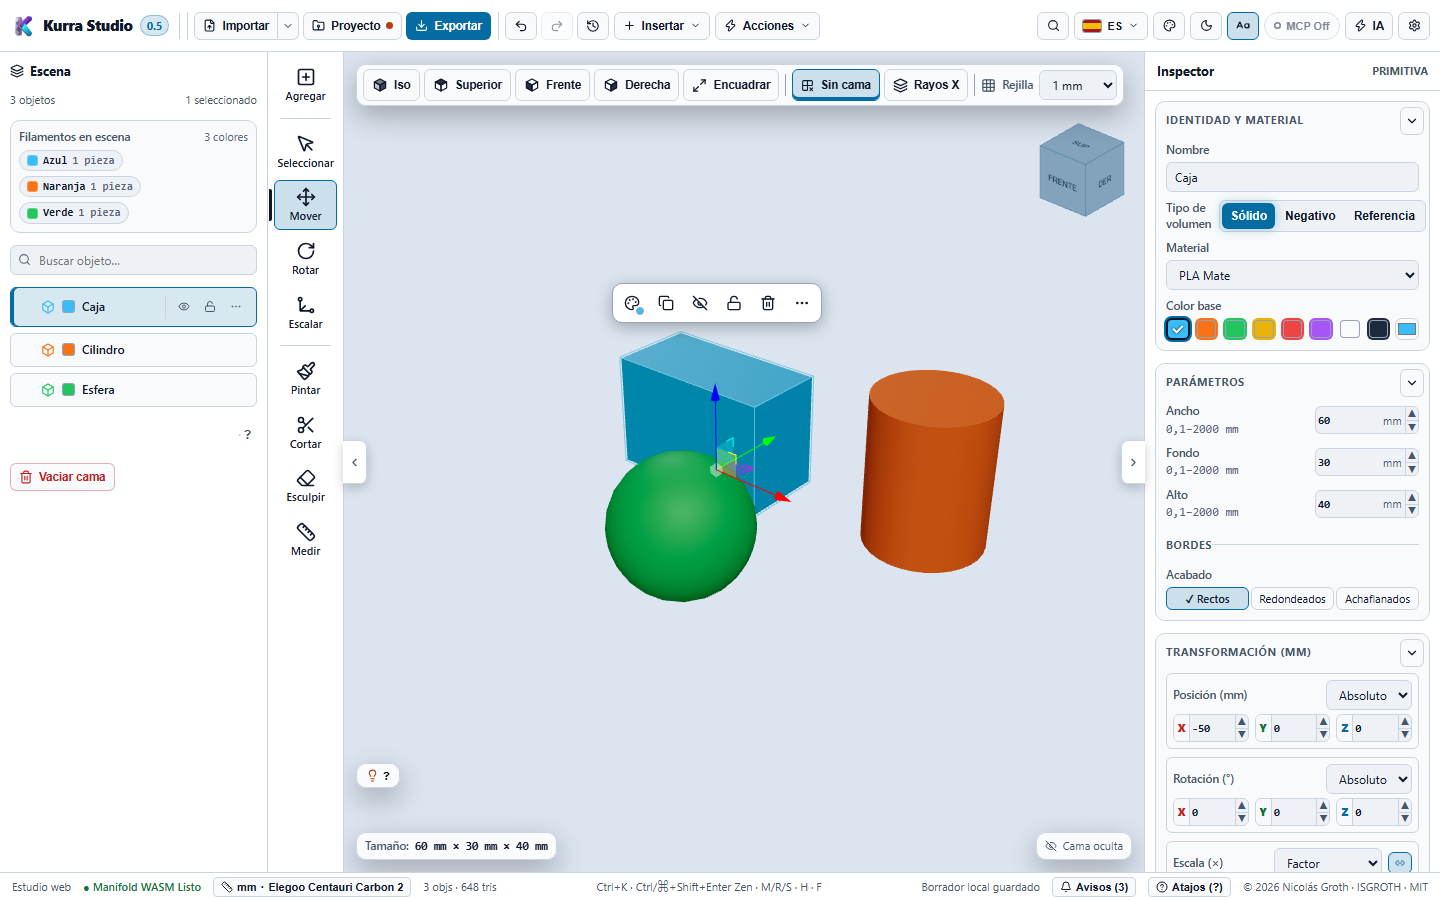 Kurra Studio 0.5 Importar Proyecto Exportar Insertar Acciones ES Aa MCP Off IA
Escena
3 objetos 1 seleccionado
Filamentos en escena 3 colores
Azul 1 pieza
Naranja 1 pieza
Verde 1 pieza
Buscar objeto...
Caja
Cilindro
Esfera
?
Vaciar cama
Agregar
Seleccionar
Mover
Rotar
Escalar
Pintar
Cortar
Esculpir
Medir
Iso Superior Frente Derecha Encuadrar Sin cama Rayos X Rejilla 1 mm
SUP
FRENTE DER
?
Tamaño: 60 mm × 30 mm × 40 mm
Cama oculta
Inspector PRIMITIVA
IDENTIDAD Y MATERIAL
Nombre
Caja
Tipo de volumen Sólido Negativo Referencia
Material
PLA Mate
Color base
PARÁMETROS
Ancho
0,1–2000 mm 60 mm
Fondo
0,1–2000 mm 30 mm
Alto
0,1–2000 mm 40 mm
BORDES
Acabado
✓ Rectos Redondeados Achaflanados
TRANSFORMACIÓN (MM)
Posición (mm) Absoluto
X -50 Y 0 Z 0
Rotación (°) Absoluto
X 0 Y 0 Z 0
Escala (×) Factor
Estudio web ● Manifold WASM Listo mm · Elegoo Centauri Carbon 2 3 objs · 648 tris Ctrl+K · Ctrl/⌘+Shift+Enter Zen · M/R/S · H · F Borrador local guardado Avisos (3) Atajos (?) © 2026 Nicolás Groth · ISGROTH · MIT